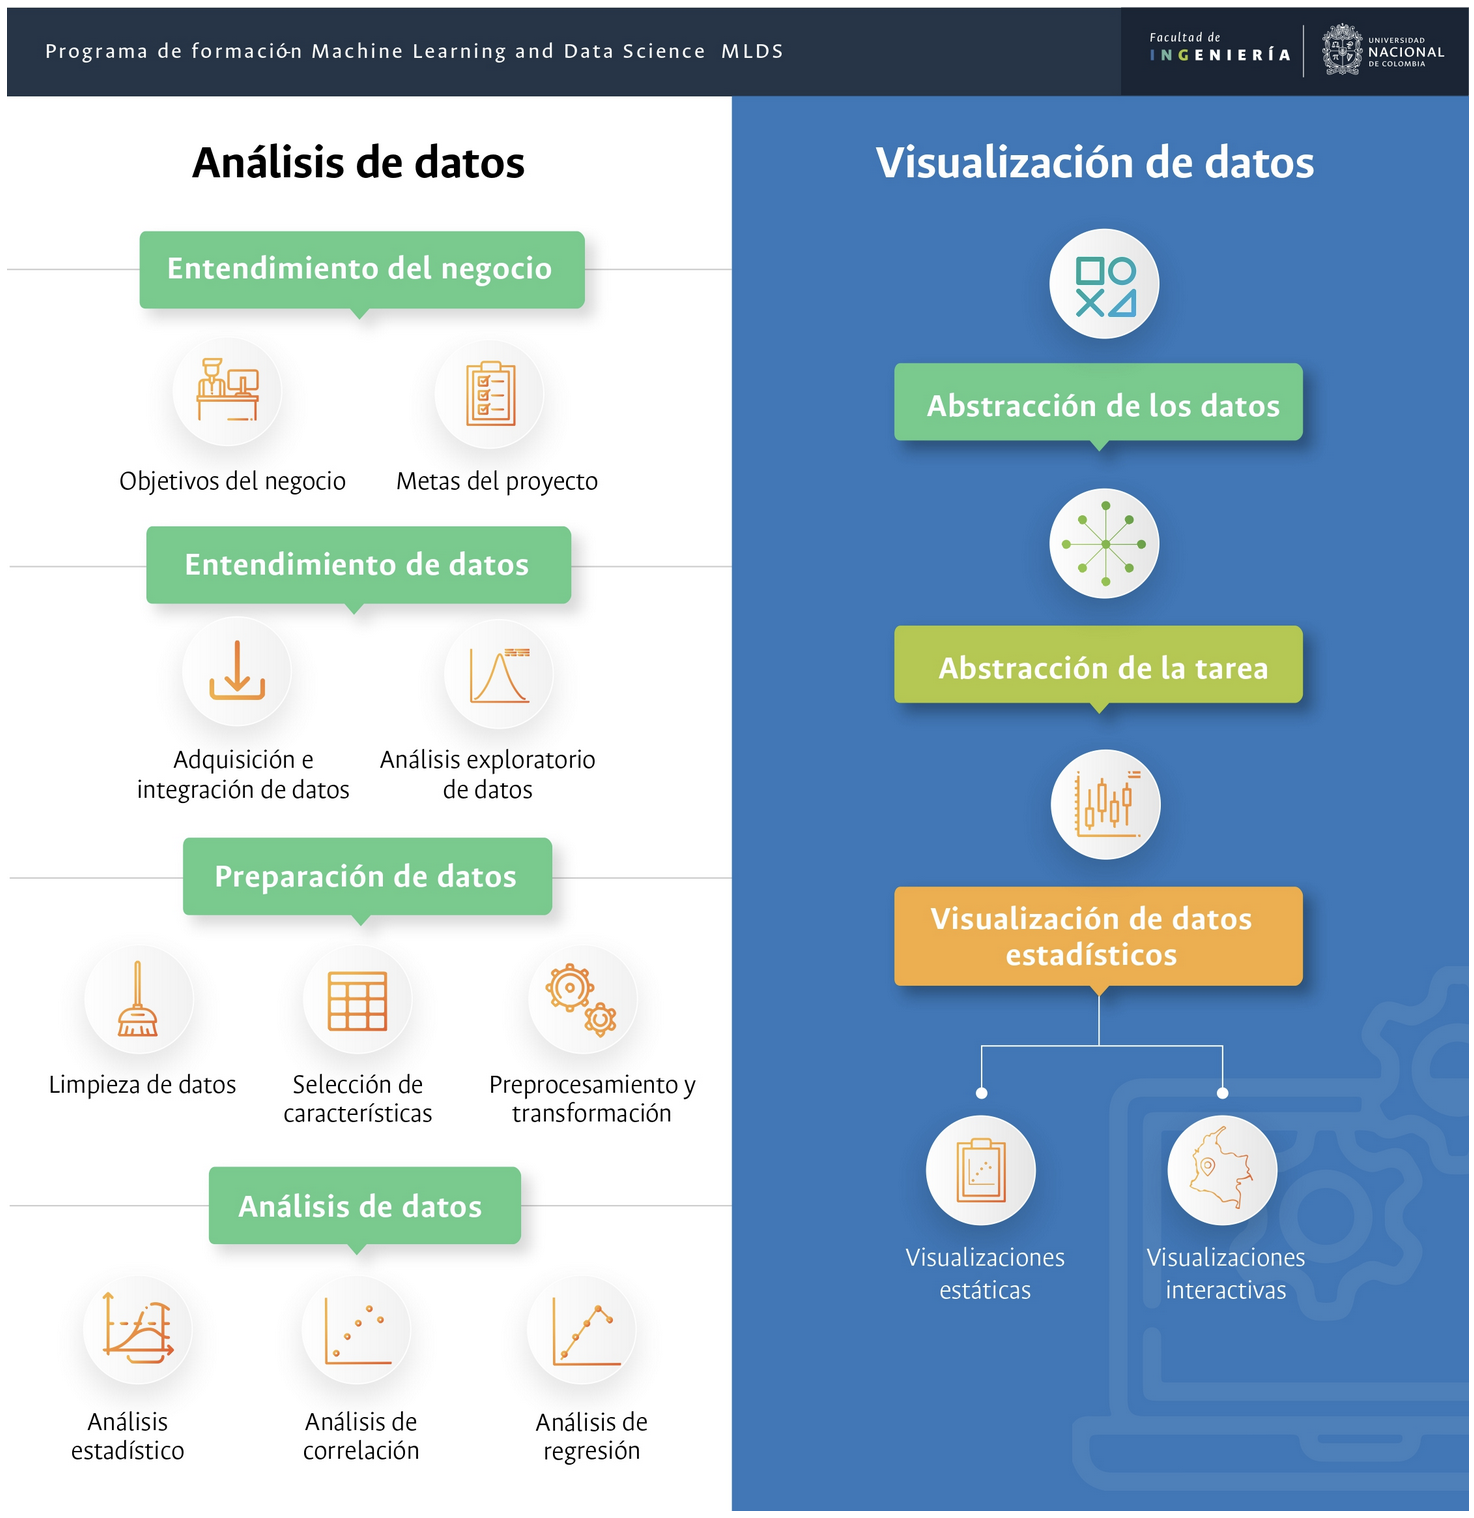 Programa de formación Machine Learning and Data Science MLDS
Facultad de
INGENIERÍA
UNIVERSIDAD
NACIONAL
DE COLOMBIA
Análisis de datos
Entendimiento del negocio
Objetivos del negocio
Metas del proyecto
Entendimiento de datos
Adquisición e
integración de datos
Análisis exploratorio
de datos
Preparación de datos
Limpieza de datos
Selección de
características
Preprocesamiento y
transformación
Análisis de datos
Análisis
estadístico
Análisis de
correlación
Análisis de
regresión
Visualización de datos
Abstracción de los datos
Abstracción de la tarea
Visualización de datos
estadísticos
Visualizaciones
estáticas
Visualizaciones
interactivas